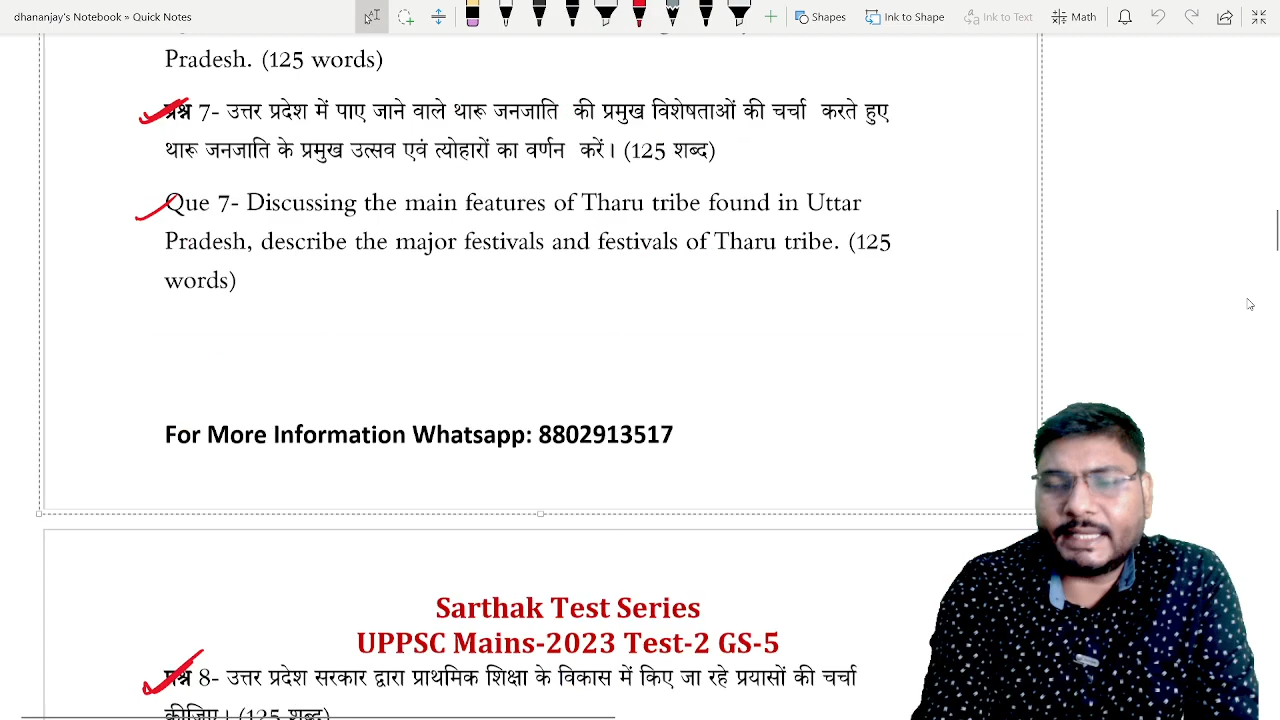 dhananjay's Notebook » Quick Notes
Shapes
Ink to Shape
Ink to Text
Math
Pradesh. (125 words)
प्रश्न 7- उत्तर प्रदेश में पाए जाने वाले थारू जनजाति की प्रमुख विशेषताओं की चर्चा करते हुए
थारू जनजाति के प्रमुख उत्सव एवं त्योहारों का वर्णन करें। (125 शब्द)
Que 7- Discussing the main features of Tharu tribe found in Uttar
Pradesh, describe the major festivals and festivals of Tharu tribe. (125
words)
For More Information Whatsapp: 8802913517
Sarthak Test Series
UPPSC Mains-2023 Test-2 GS-5
प्रश्न 8- उत्तर प्रदेश सरकार द्वारा प्राथमिक शिक्षा के विकास में किए जा रहे प्रयासों की चर्चा
कीजिए। (125 शब्द)